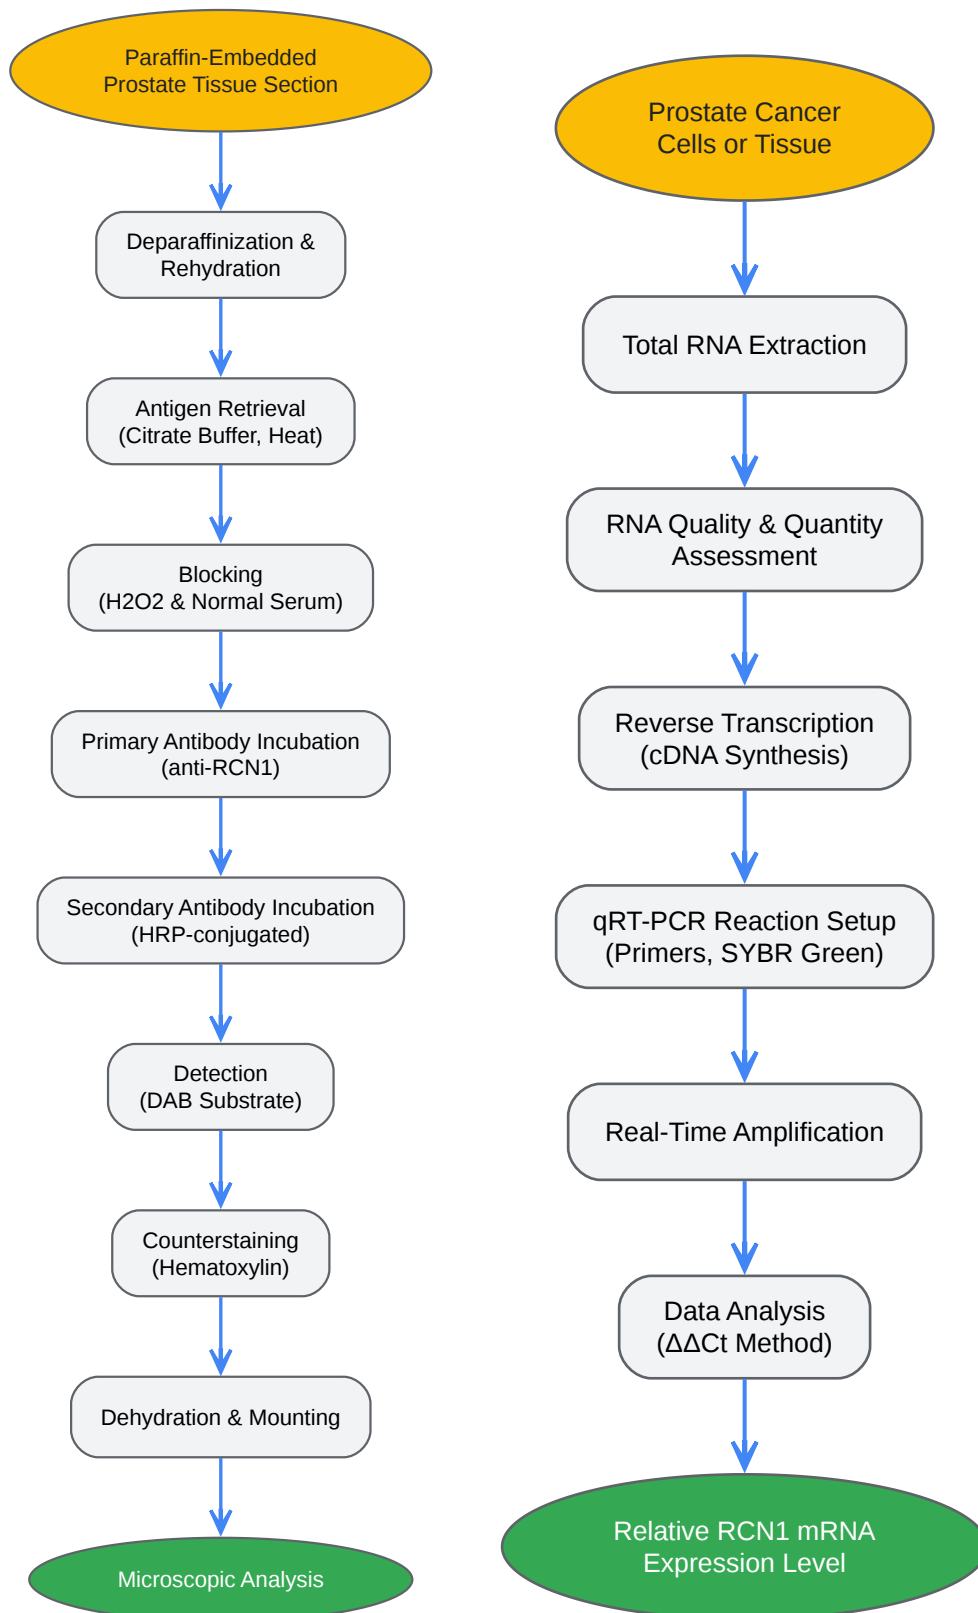 Paraffin-Embedded
Prostate Tissue Section
Deparaffinization &
Rehydration
Antigen Retrieval
(Citrate Buffer, Heat)
Blocking
(H2O2 & Normal Serum)
Primary Antibody Incubation
(anti-RCN1)
Secondary Antibody Incubation
(HRP-conjugated)
Detection
(DAB Substrate)
Counterstaining
(Hematoxylin)
Dehydration & Mounting
Microscopic Analysis
Prostate Cancer
Cells or Tissue
Total RNA Extraction
RNA Quality & Quantity
Assessment
Reverse Transcription
(cDNA Synthesis)
qRT-PCR Reaction Setup
(Primers, SYBR Green)
Real-Time Amplification
Data Analysis
(ΔΔCt Method)
Relative RCN1 mRNA
Expression Level